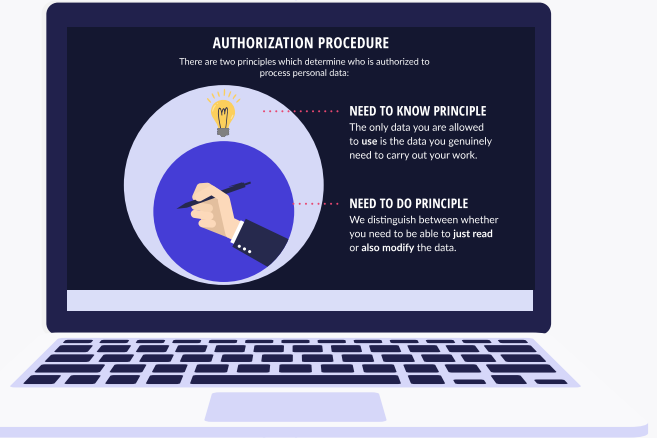 AUTHORIZATION PROCEDURE
There are two principles which determine who is authorized to
process personal data:
NEED TO KNOW PRINCIPLE
The only data you are allowed
to use is the data you genuinely
need to carry out your work.
NEED TO DO PRINCIPLE
We distinguish between whether
you need to be able to just read
or also modify the data.